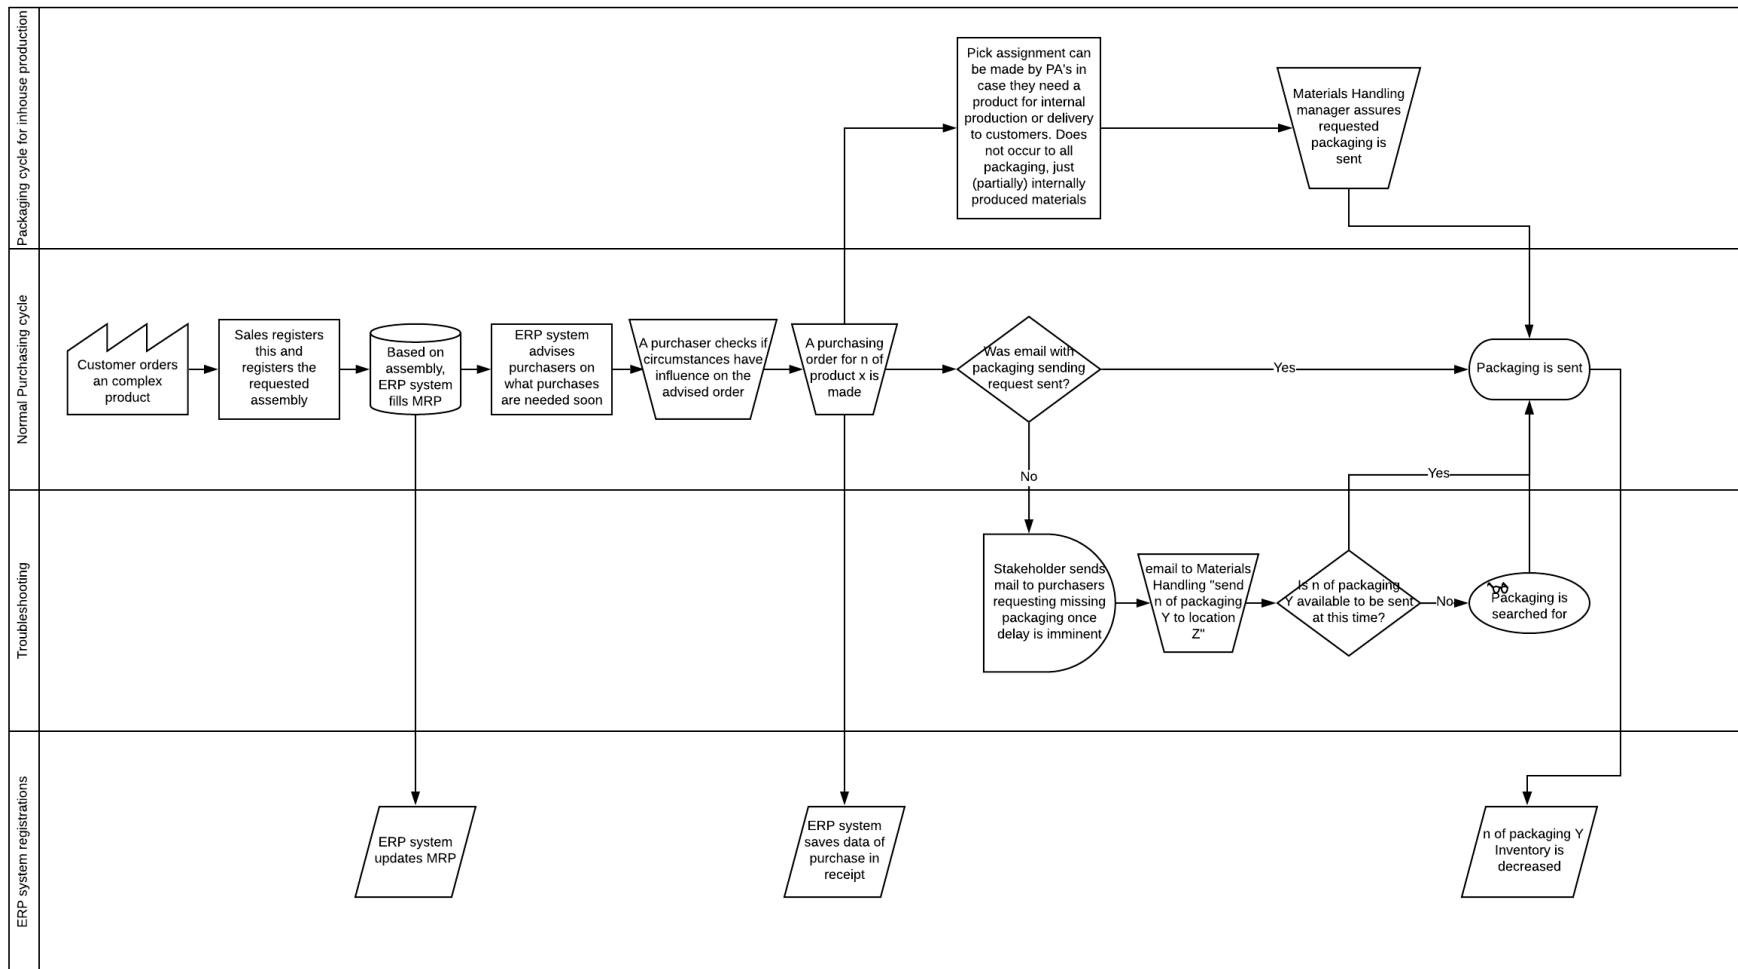 Packaging cycle for inhouse production
Pick assignment can
be made by PA's in
case they need a
product for internal
production or delivery
to customers. Does
not occur to all
packaging, just
(partially) internally
produced materials
Materials Handling
manager assures
requested
packaging is
sent
Normal Purchasing cycle
Customer orders
an complex
product
Sales registers
this and
registers the
requested
assembly
Based on
assembly,
ERP system
fills MRP
ERP system
advises
purchasers on
what purchases
are needed soon
A purchaser checks if
circumstances have
influence on the
advised order
A purchasing
order for n of
product x is
made
Was email with
packaging sending
request sent?
Yes
Packaging is sent
No
Yes
Troubleshooting
Stakeholder sends
mail to purchasers
requesting missing
packaging once
delay is imminent
email to Materials
Handling "send
n of packaging
Y to location
Z"
Is n of packaging
Y available to be sent
at this time?
No
Packaging is
searched for
ERP system registrations
ERP system
updates MRP
ERP system
saves data of
purchase in
receipt
n of packaging Y
Inventory is
decreased